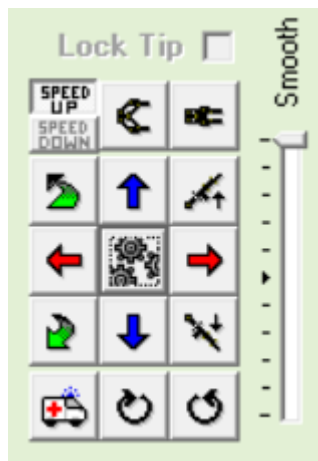 Lock Tip
Smooth
SPEED
UP
SPEED
DOWN